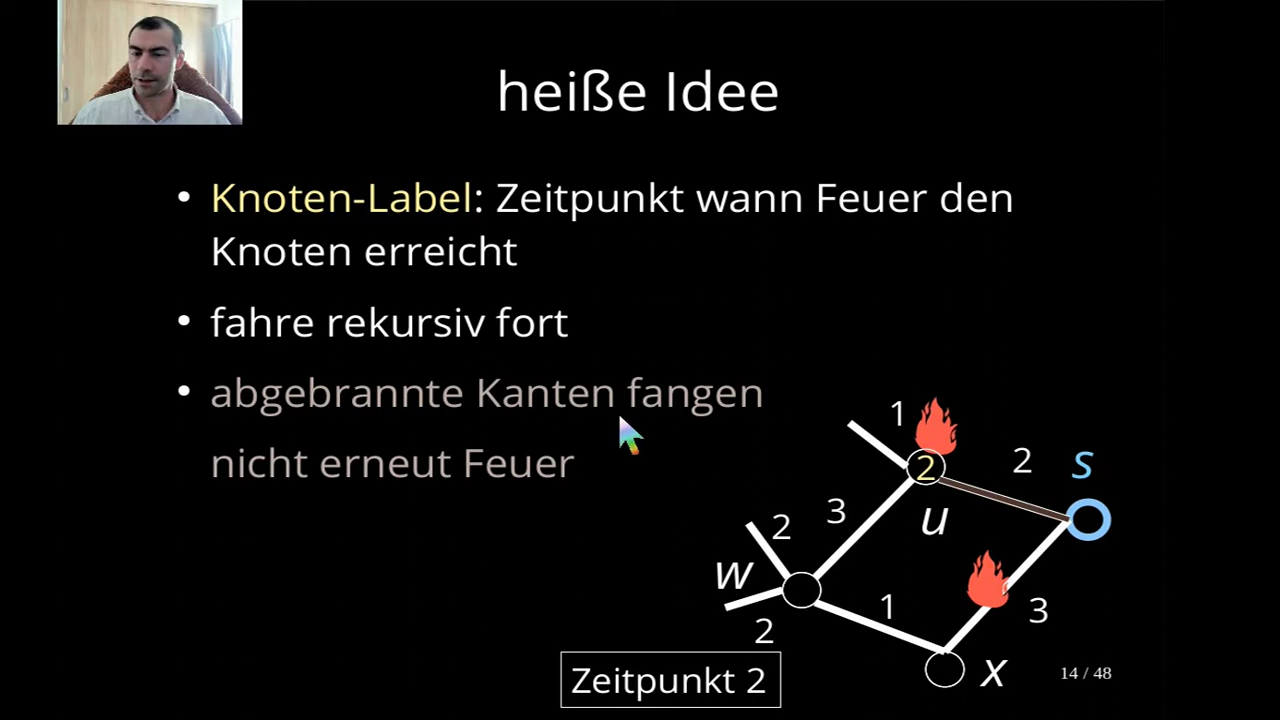 heiße Idee
• Knoten-Label: Zeitpunkt wann Feuer den
Knoten erreicht
• fahre rekursiv fort
• abgebrannte Kanten fangen
nicht erneut Feuer
1
2
2
s
u
3
2
w
2
1
3
x
Zeitpunkt 2
14 / 48